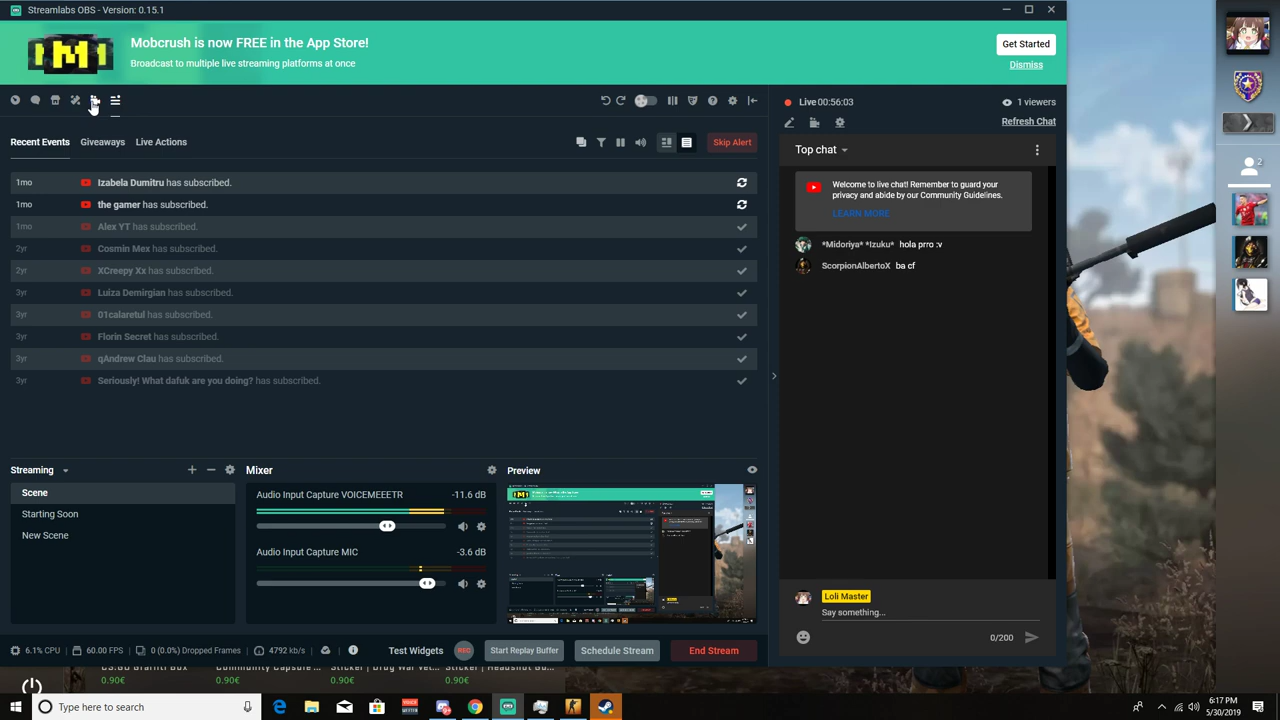 Streamlabs OBS - Version: 0.15.1
Mobcrush is now FREE in the App Store!
Broadcast to multiple live streaming platforms at once
Get Started
Dismiss
Live 00:56:03
1 viewers
Refresh Chat
Recent Events
Giveaways
Live Actions
Skip Alert
1mo Izabela Dumitru has subscribed.
1mo the gamer has subscribed.
1mo Alex YT has subscribed.
2yr Cosmin Mex has subscribed.
2yr XCreepy Xx has subscribed.
3yr Luiza Demirgian has subscribed.
3yr 01calaretul has subscribed.
3yr Florin Secret has subscribed.
3yr qAndrew Clau has subscribed.
3yr Seriously! What dafuk are you doing? has subscribed.
Top chat
Welcome to live chat! Remember to guard your
privacy and abide by our Community Guidelines.
LEARN MORE
*Midoriya* *Izuku* hola prro :v
ScorpionAlbertoX ba cf
2
Streaming
Scene
Starting Soon
New Scene
Mixer
Audio Input Capture VOICEMEEETR -11.6 dB
Audio Input Capture MIC -3.6 dB
Preview
Loli Master
Say something...
0/200
6.1% CPU
60.00 FPS
0 (0.0%) Dropped Frames
4792 kb/s
Test Widgets
REC
Start Replay Buffer
Schedule Stream
End Stream
0.90€
0.90€
0.90€
0.90€
Type here to search
6:17 PM
5/30/2019